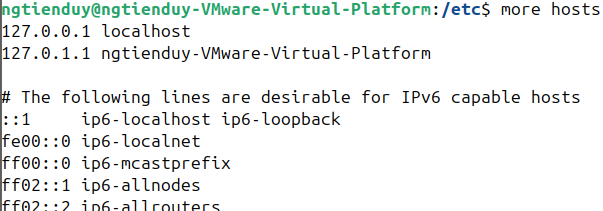 ngtienduy@ngtienduy-VMware-Virtual-Platform:/etc$ more hosts
127.0.0.1 localhost
127.0.1.1 ngtienduy-VMware-Virtual-Platform
# The following lines are desirable for IPv6 capable hosts
::1     ip6-localhost ip6-loopback
fe00::0 ip6-localnet
ff00::0 ip6-mcastprefix
ff02::1 ip6-allnodes
ff02::2 ip6-allrouters